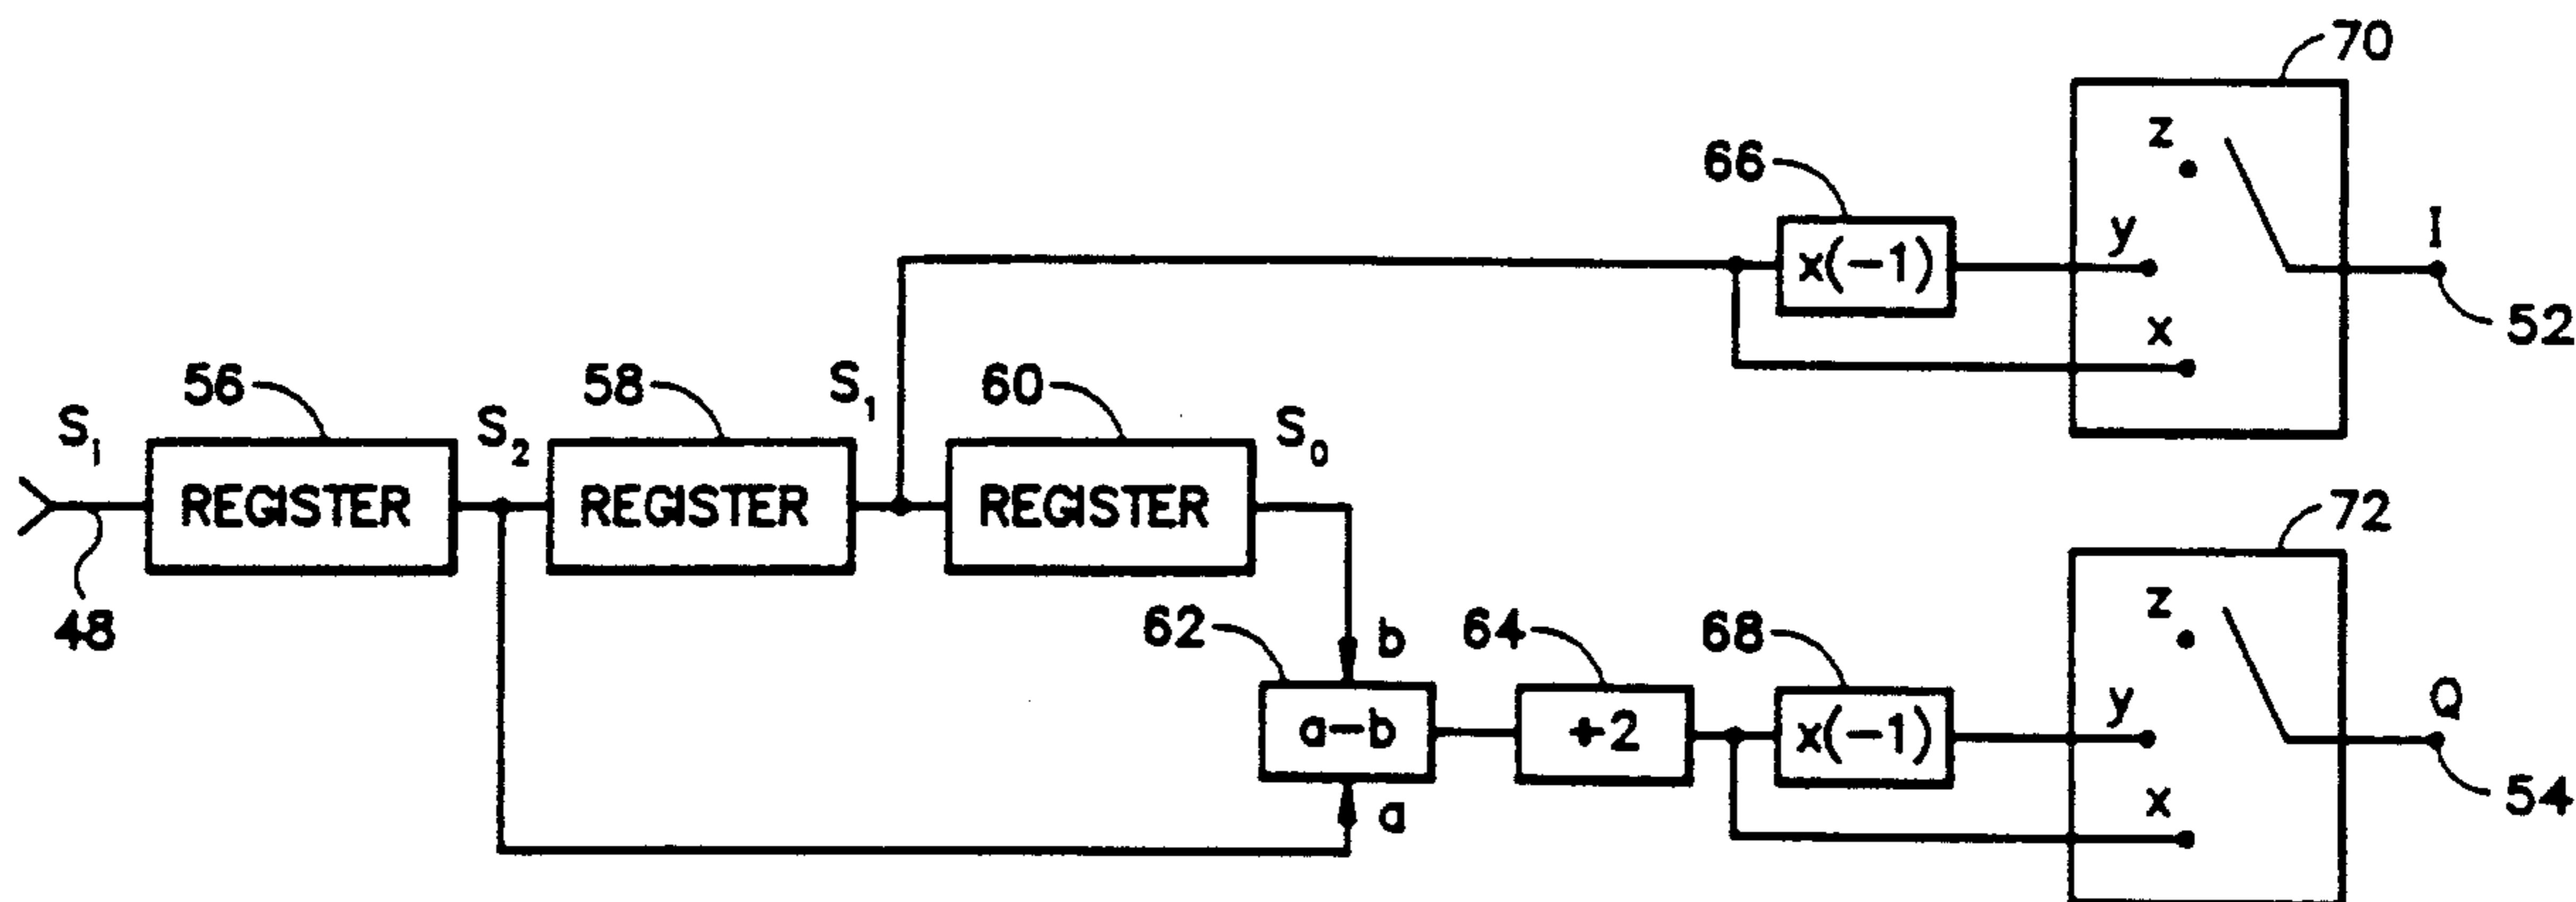 70
z
66
y
I
x(-1)
x
52
56
58
S1
60
Si
S2
S0
REGISTER
REGISTER
REGISTER
72
48
z
62
b
64
68
y
Q
a-b
+2
x(-1)
x
a
54